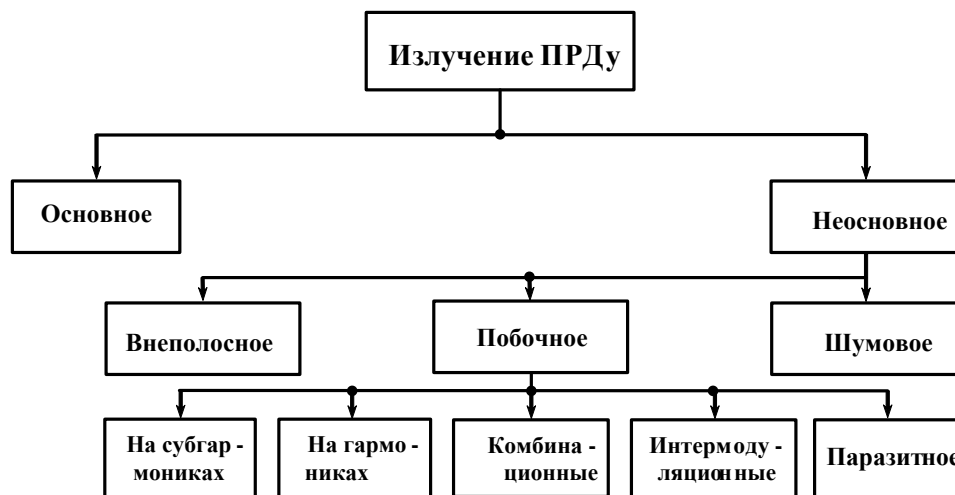 Излучение ПРДу
Основное
Неосновное
Внеполосное
Побочное
Шумовое
На субгар -
мониках
На гармо -
никах
Комбина -
ционные
Интермоду -
ляционные
Паразитное